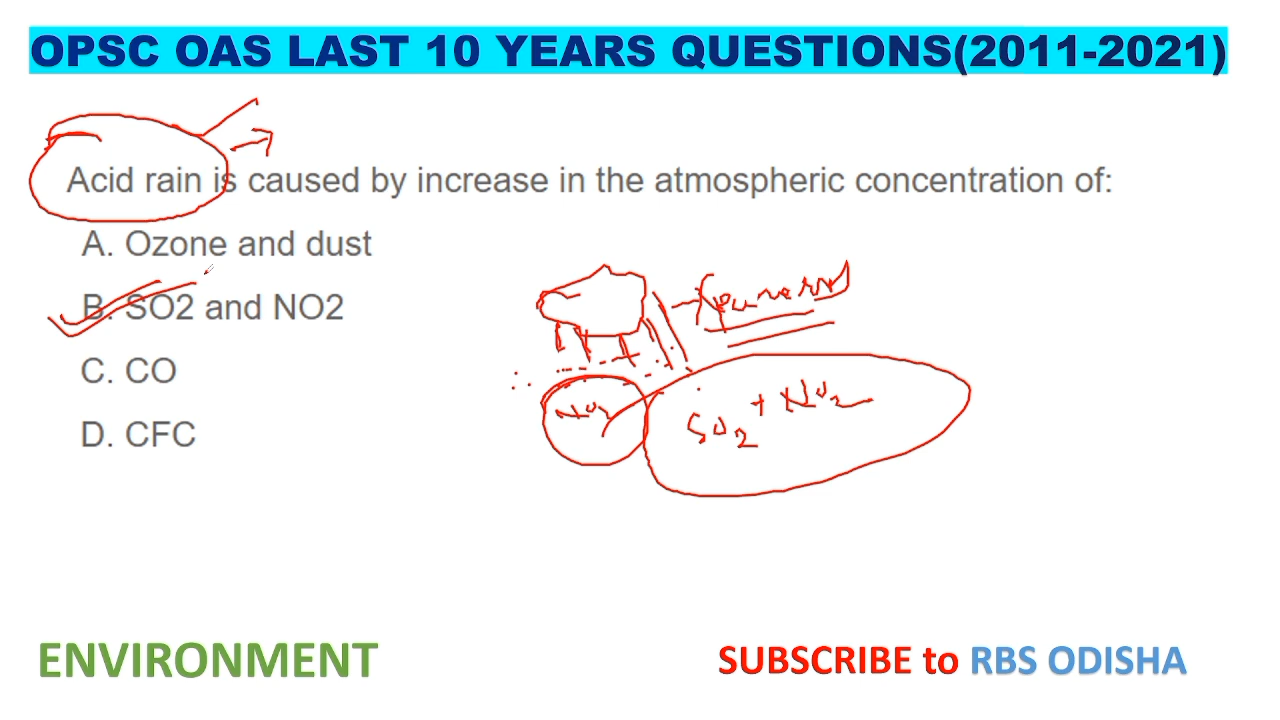 OPSC OAS LAST 10 YEARS QUESTIONS(2011-2021)
Acid rain is caused by increase in the atmospheric concentration of:
A. Ozone and dust
B. SO2 and NO2
C. CO
D. CFC
NO2
SO2 + NO2
ENVIRONMENT
SUBSCRIBE to RBS ODISHA